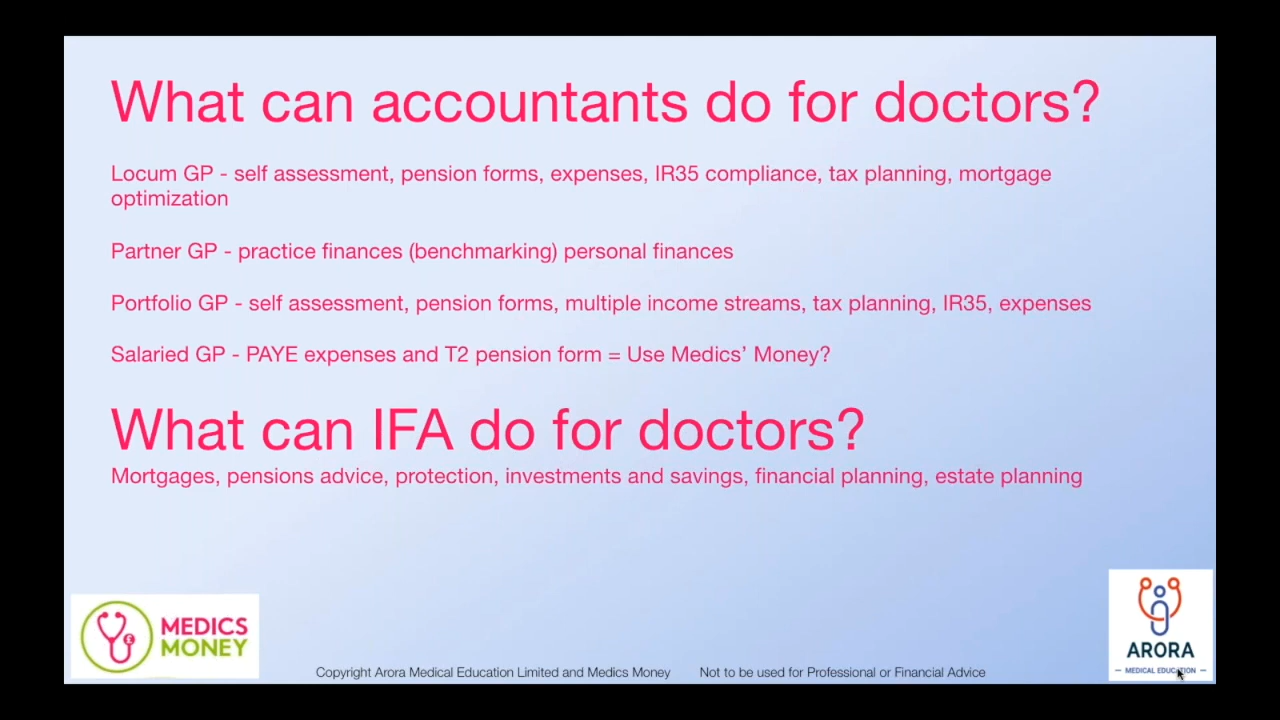 What can accountants do for doctors?
Locum GP - self assessment, pension forms, expenses, IR35 compliance, tax planning, mortgage
optimization
Partner GP - practice finances (benchmarking) personal finances
Portfolio GP - self assessment, pension forms, multiple income streams, tax planning, IR35, expenses
Salaried GP - PAYE expenses and T2 pension form = Use Medics’ Money?
What can IFA do for doctors?
Mortgages, pensions advice, protection, investments and savings, financial planning, estate planning
MEDICS
MONEY
Copyright Arora Medical Education Limited and Medics Money Not to be used for Professional or Financial Advice
ARORA
MEDICAL EDUCATION